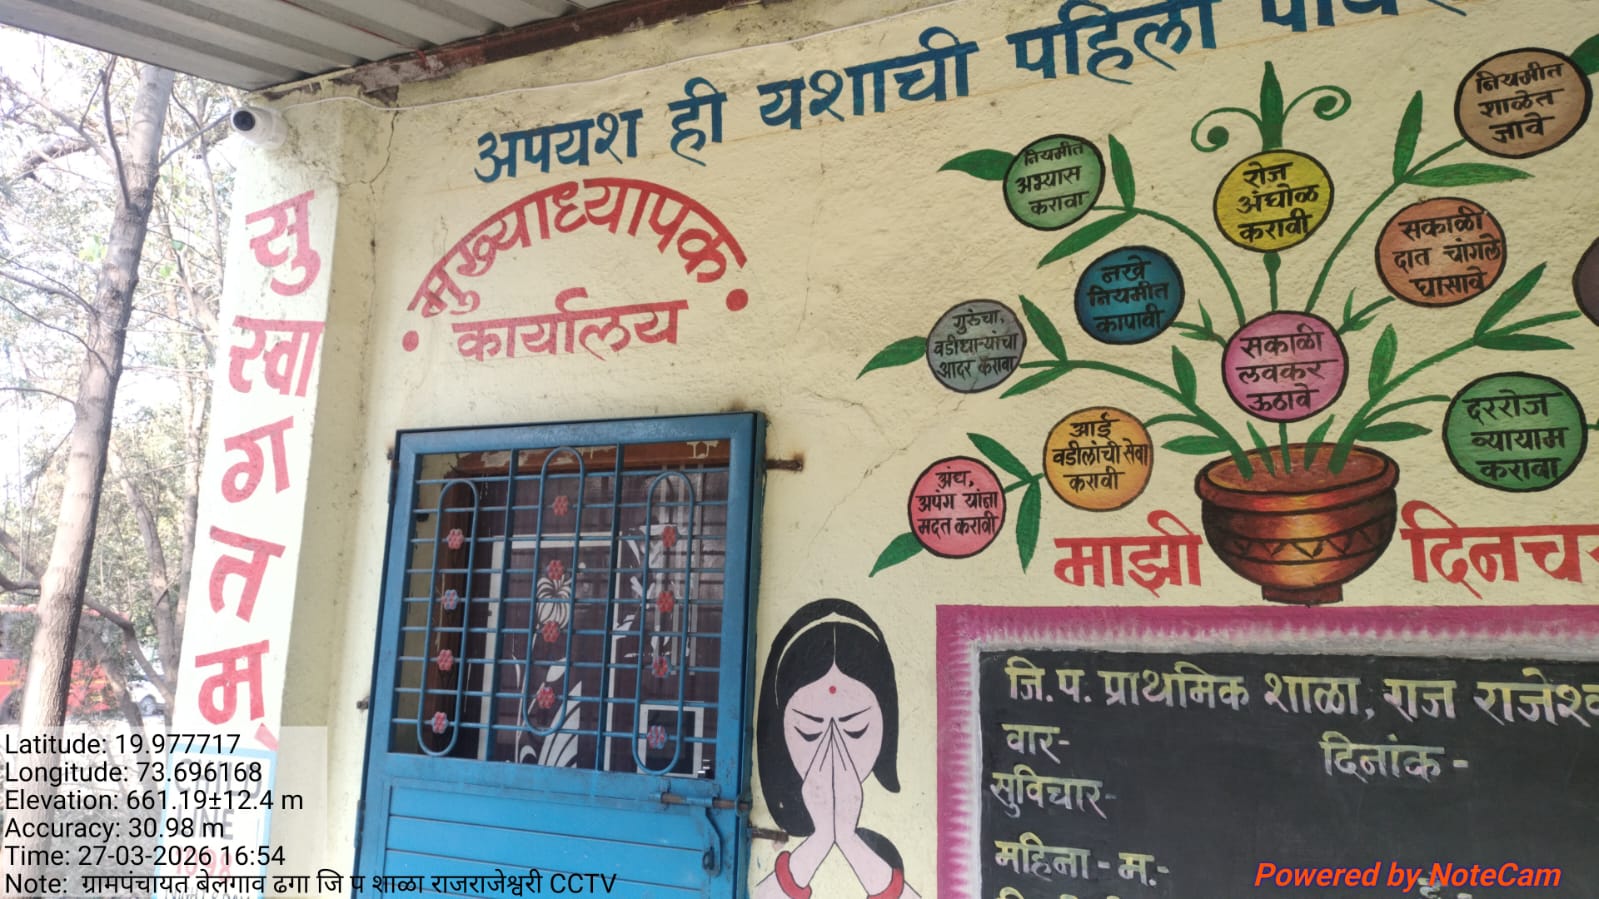 अपयश ही यशाची पहिली
मुख्याध्यापक
कार्यालय
सुस्वागतम्
नियमीत
अभ्यास
करावा
रोज
अंघोळ
करावी
नियमीत
शाळेत
जावे
नखे
नियमीत
कापावी
सकाळी
दात चांगले
घासावे
गुरुंचा,
वडीधाऱ्यांचा
आदर करावा
सकाळी
लवकर
ऊठावे
आई
वडीलांची सेवा
करावी
दररोज
व्यायाम
करावा
अंध,
अपंग यांना
मदत करावी
माझी
जि. प. प्राथमिक शाळा, राज
वार-
दिनांक -
सुविचार-
महिना - म.-
Latitude: 19.977717
Longitude: 73.696168
Elevation: 661.19±12.4 m
Accuracy: 30.98 m
Time: 27-03-2026 16:54
Note: ग्रामपंचायत बेलगाव ढगा जि प शाळा राजराजेश्वरी CCTV
Powered by NoteCam